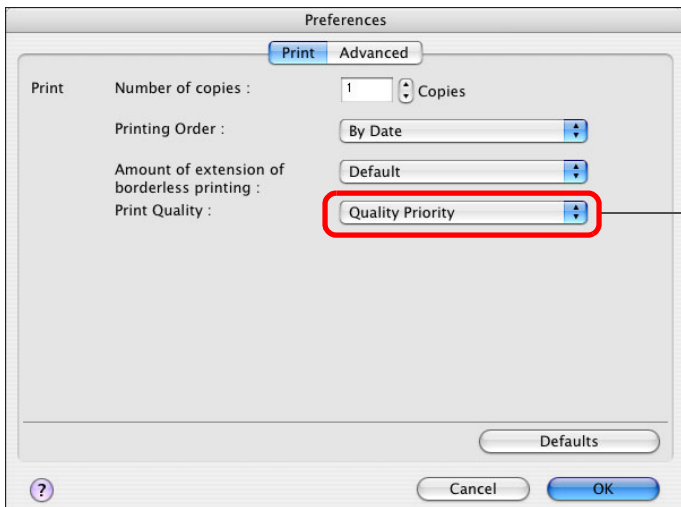 Preferences
Print Advanced
Print Number of copies : 1 Copies
Printing Order : By Date
Amount of extension of Default
borderless printing :
Print Quality : Quality Priority
Defaults
? Cancel OK